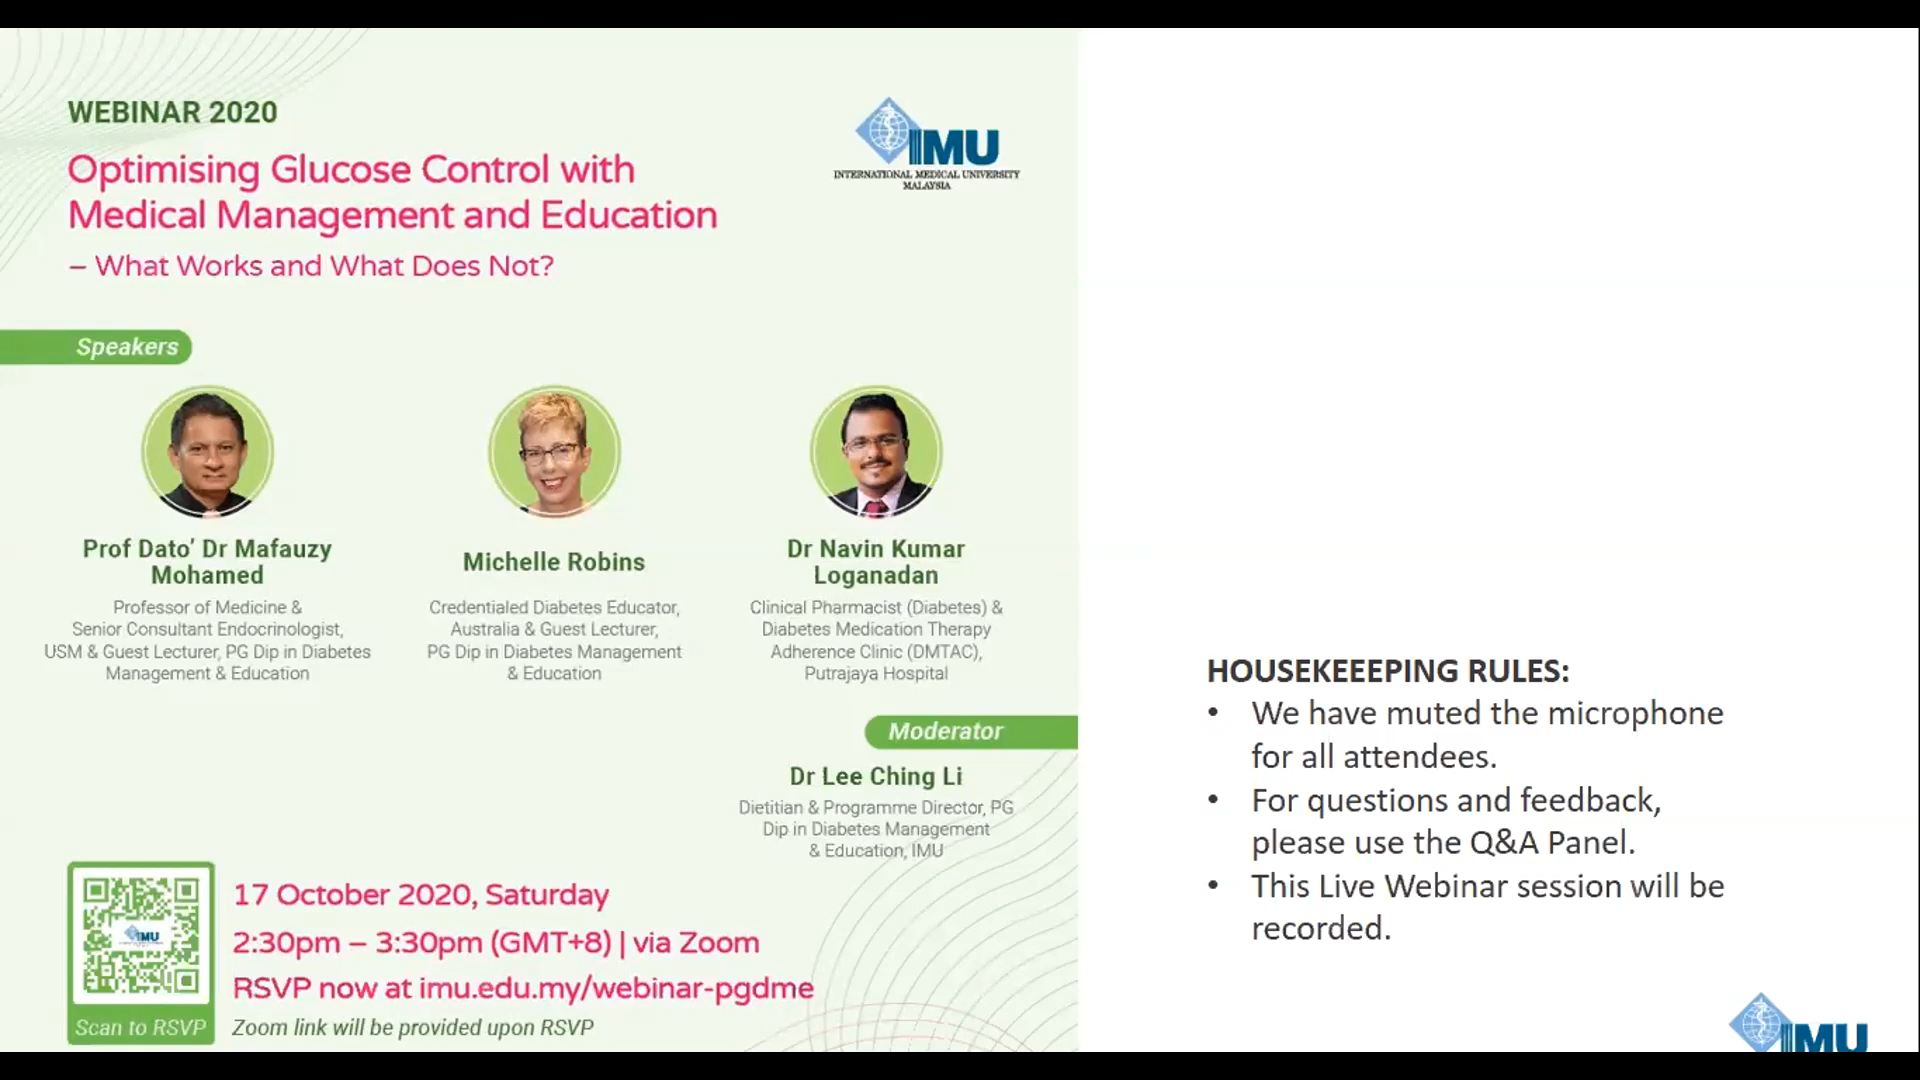 WEBINAR 2020
IMU
INTERNATIONAL MEDICAL UNIVERSITY
MALAYSIA
Optimising Glucose Control with
Medical Management and Education
– What Works and What Does Not?
Speakers
Prof Dato’ Dr Mafauzy
Mohamed
Professor of Medicine &
Senior Consultant Endocrinologist,
USM & Guest Lecturer, PG Dip in Diabetes
Management & Education
Michelle Robins
Credentialed Diabetes Educator,
Australia & Guest Lecturer,
PG Dip in Diabetes Management
& Education
Dr Navin Kumar
Loganadan
Clinical Pharmacist (Diabetes) &
Diabetes Medication Therapy
Adherence Clinic (DMTAC),
Putrajaya Hospital
Moderator
Dr Lee Ching Li
Dietitian & Programme Director, PG
Dip in Diabetes Management
& Education, IMU
IMU
Scan to RSVP
17 October 2020, Saturday
2:30pm – 3:30pm (GMT+8) | via Zoom
RSVP now at imu.edu.my/webinar-pgdme
Zoom link will be provided upon RSVP
HOUSEKEEEPING RULES:
• We have muted the microphone
for all attendees.
• For questions and feedback,
please use the Q&A Panel.
• This Live Webinar session will be
recorded.
IMU